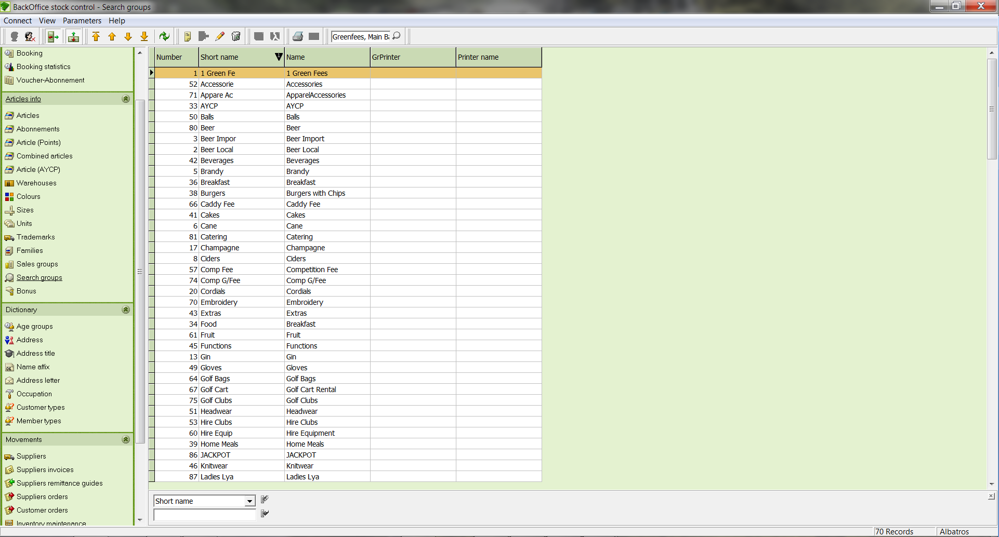 BackOffice stock control - Search groups
Connect View Parameters Help
Greenfees, Main Ba
Booking
Booking statistics
Voucher-Abonnement
Articles info
Articles
Abonnements
Article (Points)
Combined articles
Article (AYCP)
Warehouses
Colours
Sizes
Units
Trademarks
Families
Sales groups
Search groups
Bonus
Dictionary
Age groups
Address
Address title
Name affix
Address letter
Occupation
Customer types
Member types
Movements
Suppliers
Suppliers invoices
Suppliers remittance guides
Suppliers orders
Customer orders
Inventory maintenance
Number Short name 1 Name GrPrinter Printer name
1 1 Green Fe 1 Green Fees
52 Accessorie Accessories
71 Appare Ac ApparelAccessories
33 AYCP AYCP
50 Balls Balls
80 Beer Beer
3 Beer Impor Beer Import
2 Beer Local Beer Local
42 Beverages Beverages
5 Brandy Brandy
36 Breakfast Breakfast
38 Burgers Burgers with Chips
66 Caddy Fee Caddy Fee
41 Cakes Cakes
6 Cane Cane
81 Catering Catering
17 Champagne Champagne
8 Ciders Ciders
57 Comp Fee Competition Fee
74 Comp G/Fee Comp G/Fee
20 Cordials Cordials
70 Embroidery Embroidery
43 Extras Extras
34 Food Breakfast
61 Fruit Fruit
45 Functions Functions
13 Gin Gin
49 Gloves Gloves
64 Golf Bags Golf Bags
67 Golf Cart Golf Cart Rental
75 Golf Clubs Golf Clubs
51 Headwear Headwear
53 Hire Clubs Hire Clubs
60 Hire Equip Hire Equipment
39 Home Meals Home Meals
86 JACKPOT JACKPOT
46 Knitwear Knitwear
87 Ladies Lya Ladies Lya
Short name
70 Records Albatros